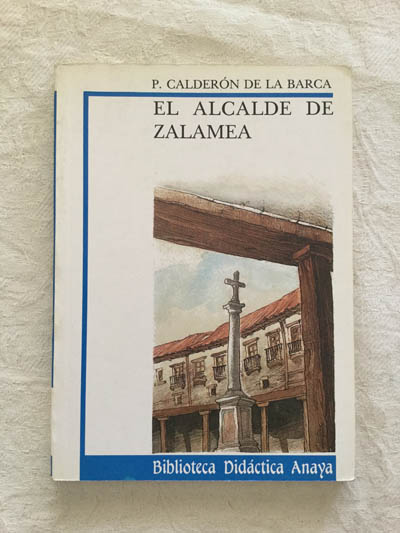 P. CALDERÓN DE LA BARCA
EL ALCALDE DE
ZALAMEA
Biblioteca Didáctica Anaya